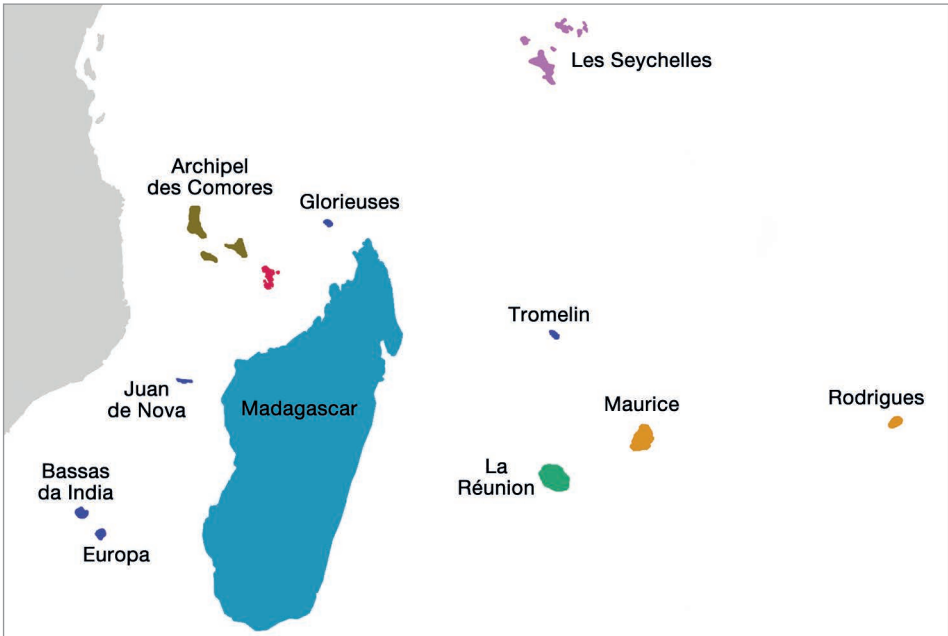 Les Seychelles
Archipel
des Comores
Glorieuses
Tromelin
Juan
de Nova
Madagascar
Maurice
Rodrigues
La
Réunion
Bassas
da India
Europa